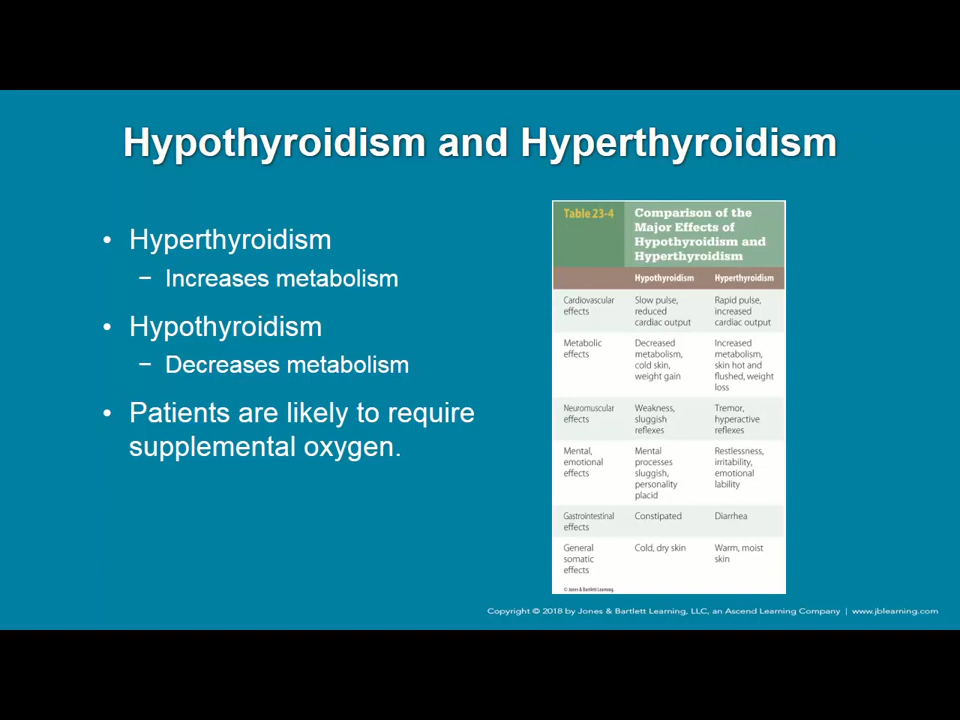 Hypothyroidism and Hyperthyroidism
• Hyperthyroidism
– Increases metabolism
• Hypothyroidism
– Decreases metabolism
• Patients are likely to require
supplemental oxygen.
Table 23-4
Comparison of the
Major Effects of
Hypothyroidism and
Hyperthyroidism
Hypothyroidism Hyperthyroidism
Cardiovascular Slow pulse, Rapid pulse,
effects reduced increased
cardiac output cardiac output
Metabolic Decreased Increased
effects metabolism, metabolism,
cold skin, skin hot and
weight gain flushed, weight
loss
Neuromuscular Weakness, Tremor,
effects sluggish hyperactive
reflexes reflexes
Mental, Mental Restlessness,
emotional processes irritability,
effects sluggish, emotional
personality lability
placid
Gastrointestinal Constipated Diarrhea
effects
General Cold, dry skin Warm, moist
somatic skin
effects
© Jones & Bartlett Learning.
Copyright © 2018 by Jones & Bartlett Learning, LLC, an Ascend Learning Company | www.jblearning.com